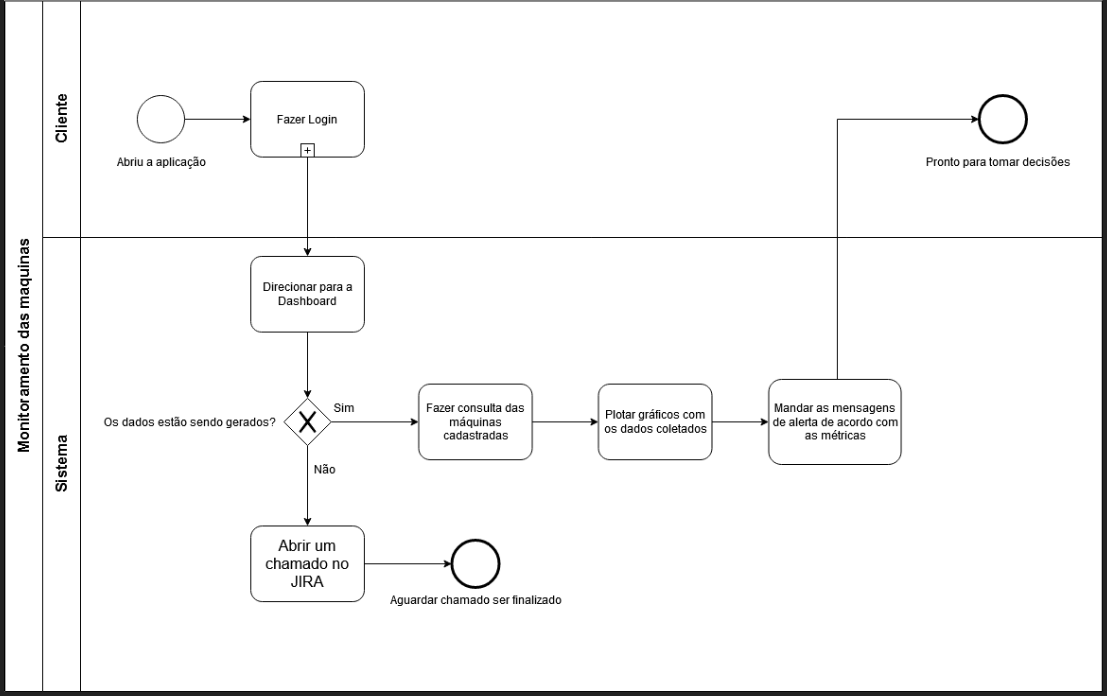 Monitoramento das maquinas
Cliente
Abriu a aplicação
Fazer Login
Pronto para tomar decisões
Sistema
Direcionar para a
Dashboard
Os dados estão sendo gerados?
Sim
Fazer consulta das
máquinas
cadastradas
Plotar gráficos com
os dados coletados
Mandar as mensagens
de alerta de acordo com
as métricas
Não
Abrir um
chamado no
JIRA
Aguardar chamado ser finalizado